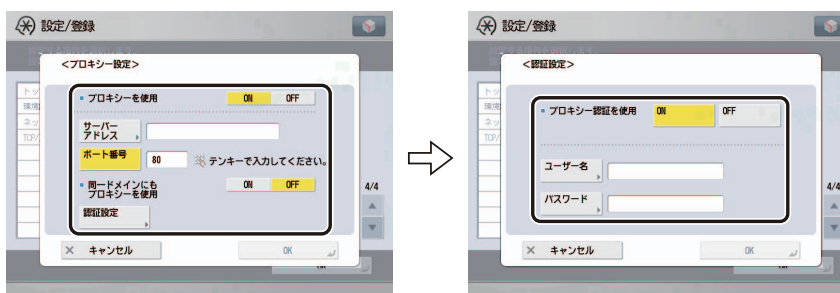 設定/登録
<プロキシー設定>
プロキシーを使用
ON OFF
サーバー
アドレス
ポート番号
80
テンキーで入力してください。
同一ドメインにも
プロキシーを使用
ON OFF
認証設定
4/4
× キャンセル
OK
設定/登録
<認証設定>
プロキシー認証を使用
ON OFF
ユーザー名
パスワード
4/4
× キャンセル
OK